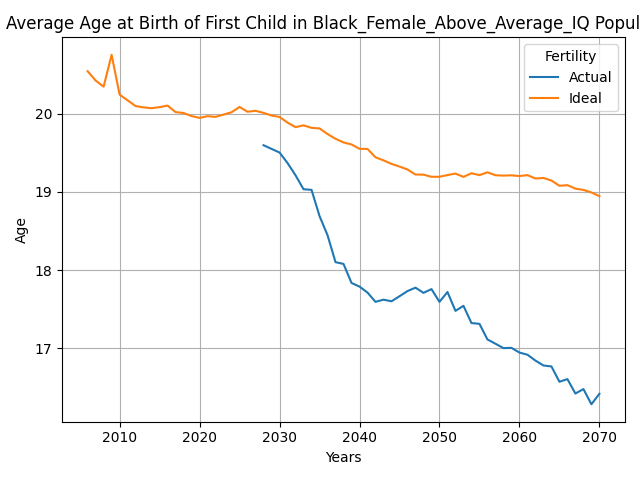 Average Age at Birth of First Child in Black_Female_Above_Average_IQ Popul
Fertility
Actual
Ideal
20
19
18
17
Age
2010 2020 2030 2040 2050 2060 2070
Years